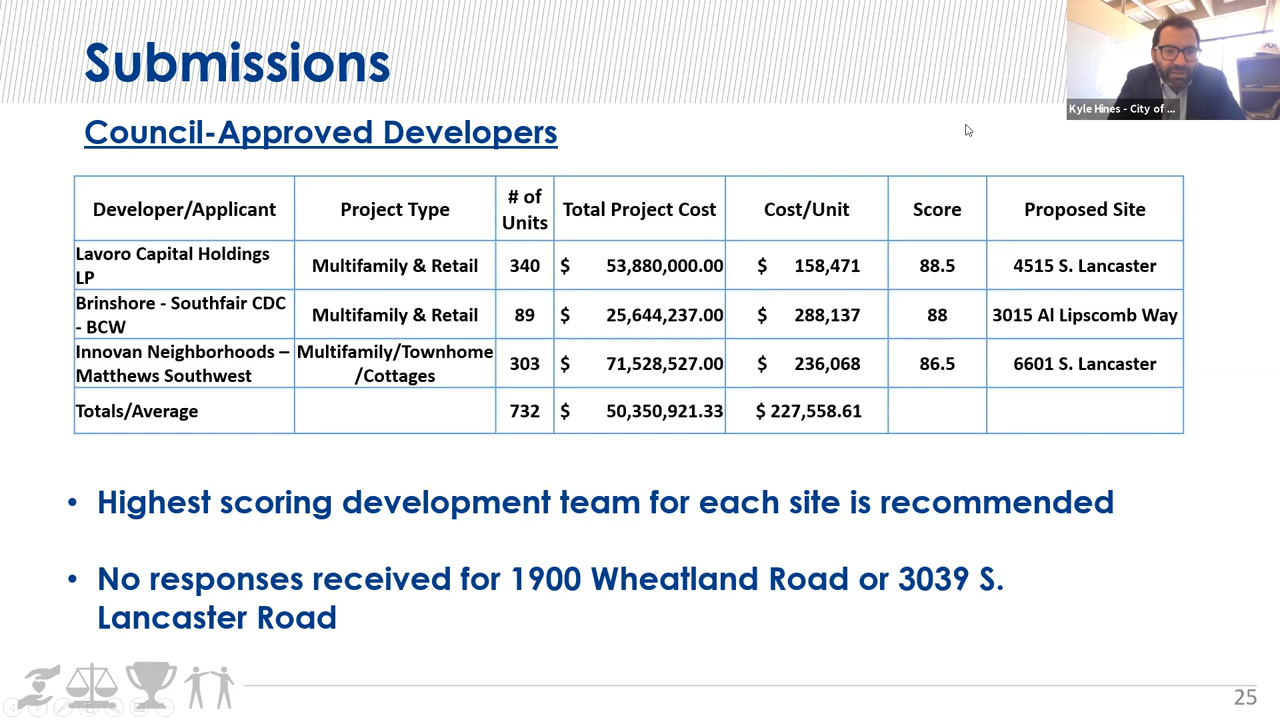 Submissions
Kyle Hines - City of ...
Council-Approved Developers
Developer/Applicant Project Type # of Units Total Project Cost Cost/Unit Score Proposed Site
Lavoro Capital Holdings LP Multifamily & Retail 340 $ 53,880,000.00 $ 158,471 88.5 4515 S. Lancaster
Brinshore - Southfair CDC - BCW Multifamily & Retail 89 $ 25,644,237.00 $ 288,137 88 3015 Al Lipscomb Way
Innovan Neighborhoods – Matthews Southwest Multifamily/Townhome/Cottages 303 $ 71,528,527.00 $ 236,068 86.5 6601 S. Lancaster
Totals/Average 732 $ 50,350,921.33 $ 227,558.61
• Highest scoring development team for each site is recommended
• No responses received for 1900 Wheatland Road or 3039 S.
Lancaster Road
25